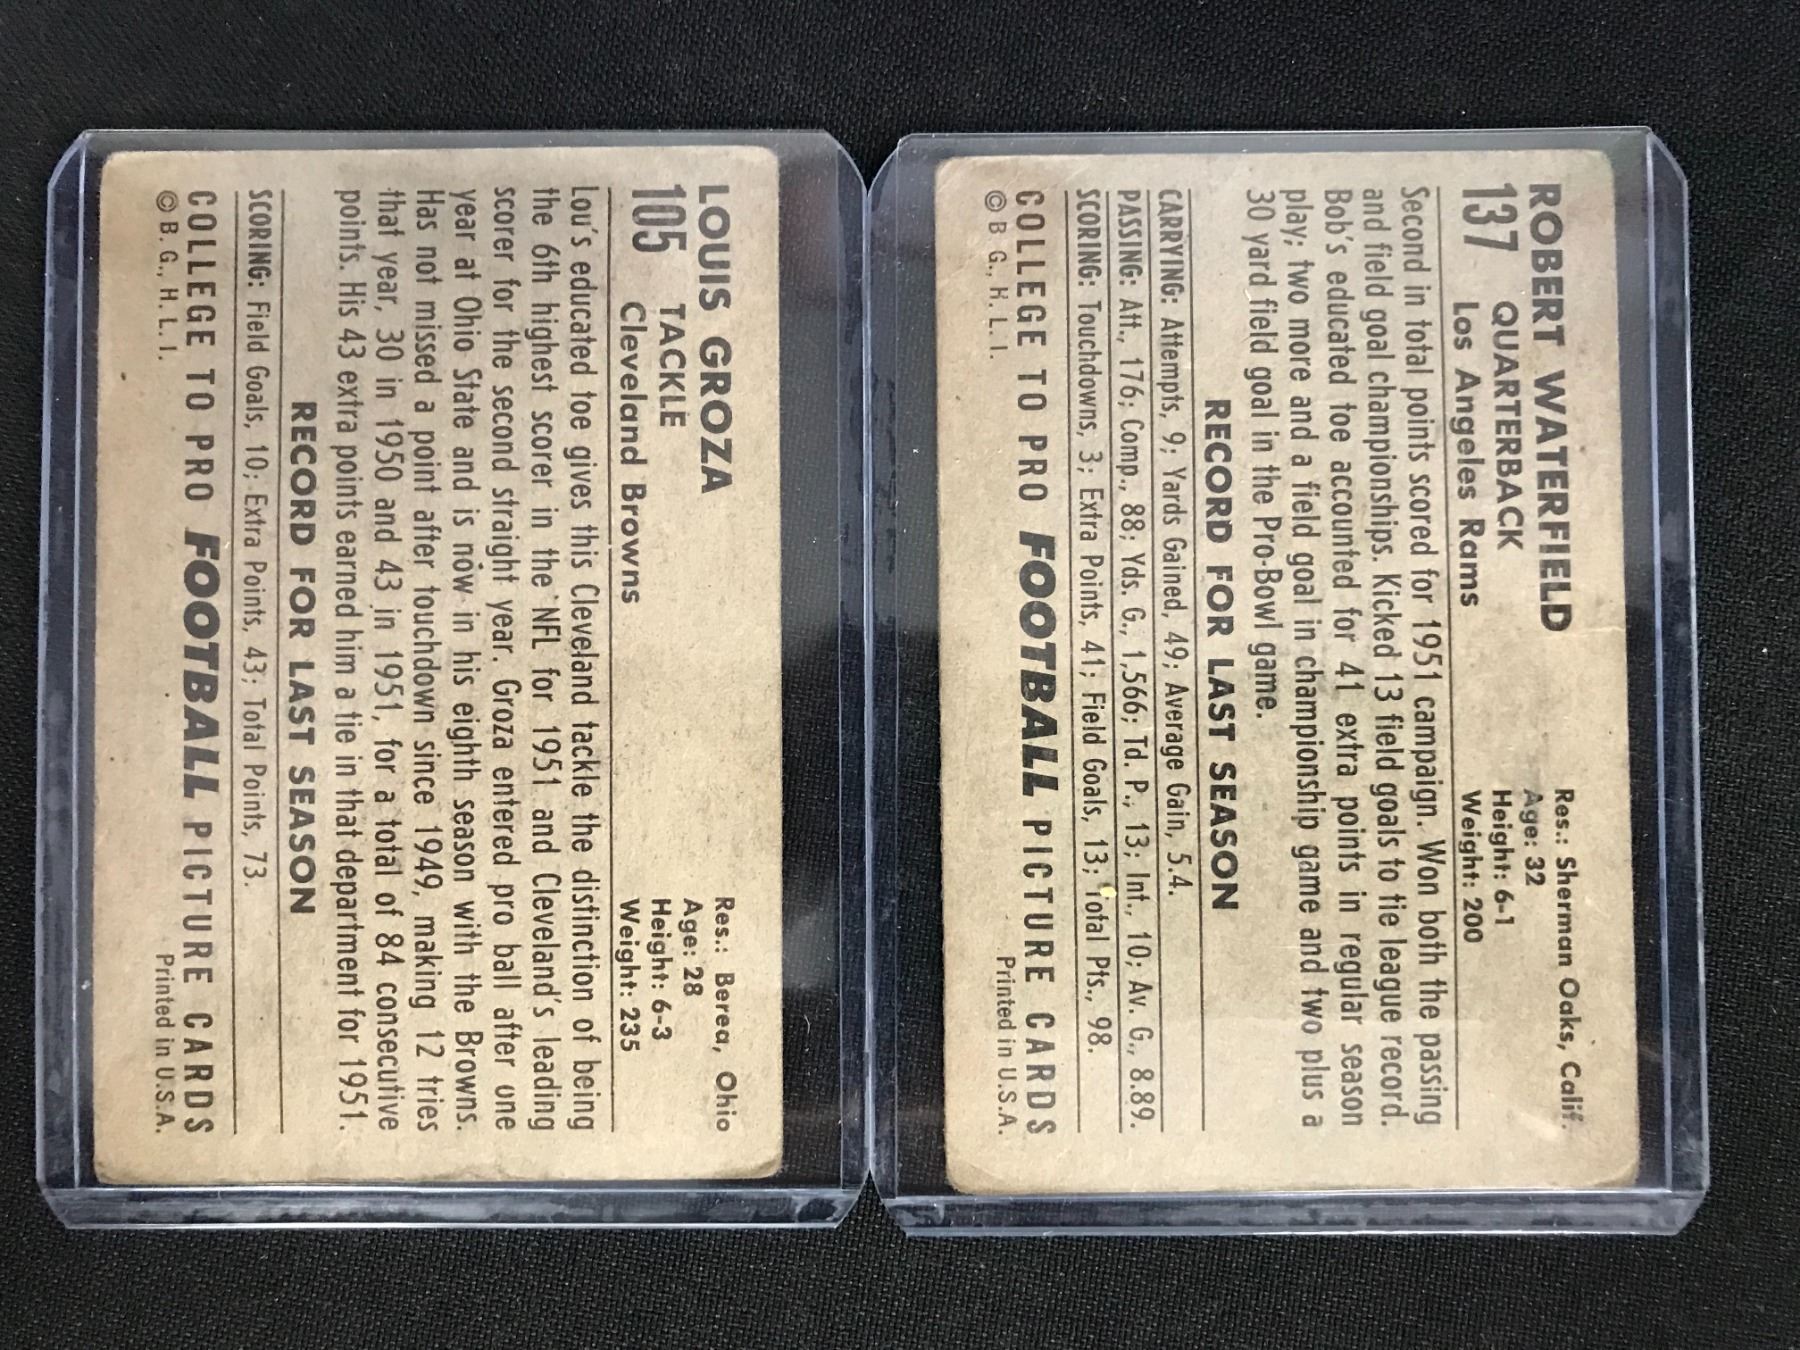 ROBERT WATERFIELD
137 QUARTERBACK
Los Angeles Rams
Res.: Sherman Oaks, Calif.
Age: 32
Height: 6-1
Weight: 200
Second in total points scored for 1951 campaign. Won both the passing
and field goal championships. Kicked 13 field goals to tie league record.
Bob's educated toe accounted for 41 extra points in regular season
play; two more and a field goal in championship game and two plus a
30 yard field goal in the Pro-Bowl game.
RECORD FOR LAST SEASON
CARRYING: Attempts, 9; Yards Gained, 49; Average Gain, 5.4.
PASSING: Att., 176; Comp., 88; Yds. G., 1,566; Td. P., 13; Int., 10; Av. G., 8.89.
SCORING: Touchdowns, 3; Extra Points, 41; Field Goals, 13; Total Pts., 98.
COLLEGE TO PRO FOOTBALL PICTURE CARDS
© B. G., H. L. I.
Printed in U.S.A.
LOUIS GROZA
105 TACKLE
Cleveland Browns
Res.: Berea, Ohio
Age: 28
Height: 6-3
Weight: 235
Lou's educated toe gives this Cleveland tackle the distinction of being
the 6th highest scorer in the NFL for 1951 and Cleveland's leading
scorer for the second straight year. Groza entered pro ball after one
year at Ohio State and is now in his eighth season with the Browns.
Has not missed a point after touchdown since 1949, making 12 tries
that year, 30 in 1950 and 43 in 1951, for a total of 84 consecutive
points. His 43 extra points earned him a tie in that department for 1951.
RECORD FOR LAST SEASON
SCORING: Field Goals, 10; Extra Points, 43; Total Points, 73.
COLLEGE TO PRO FOOTBALL PICTURE CARDS
© B. G., H. L. I.
Printed in U.S.A.